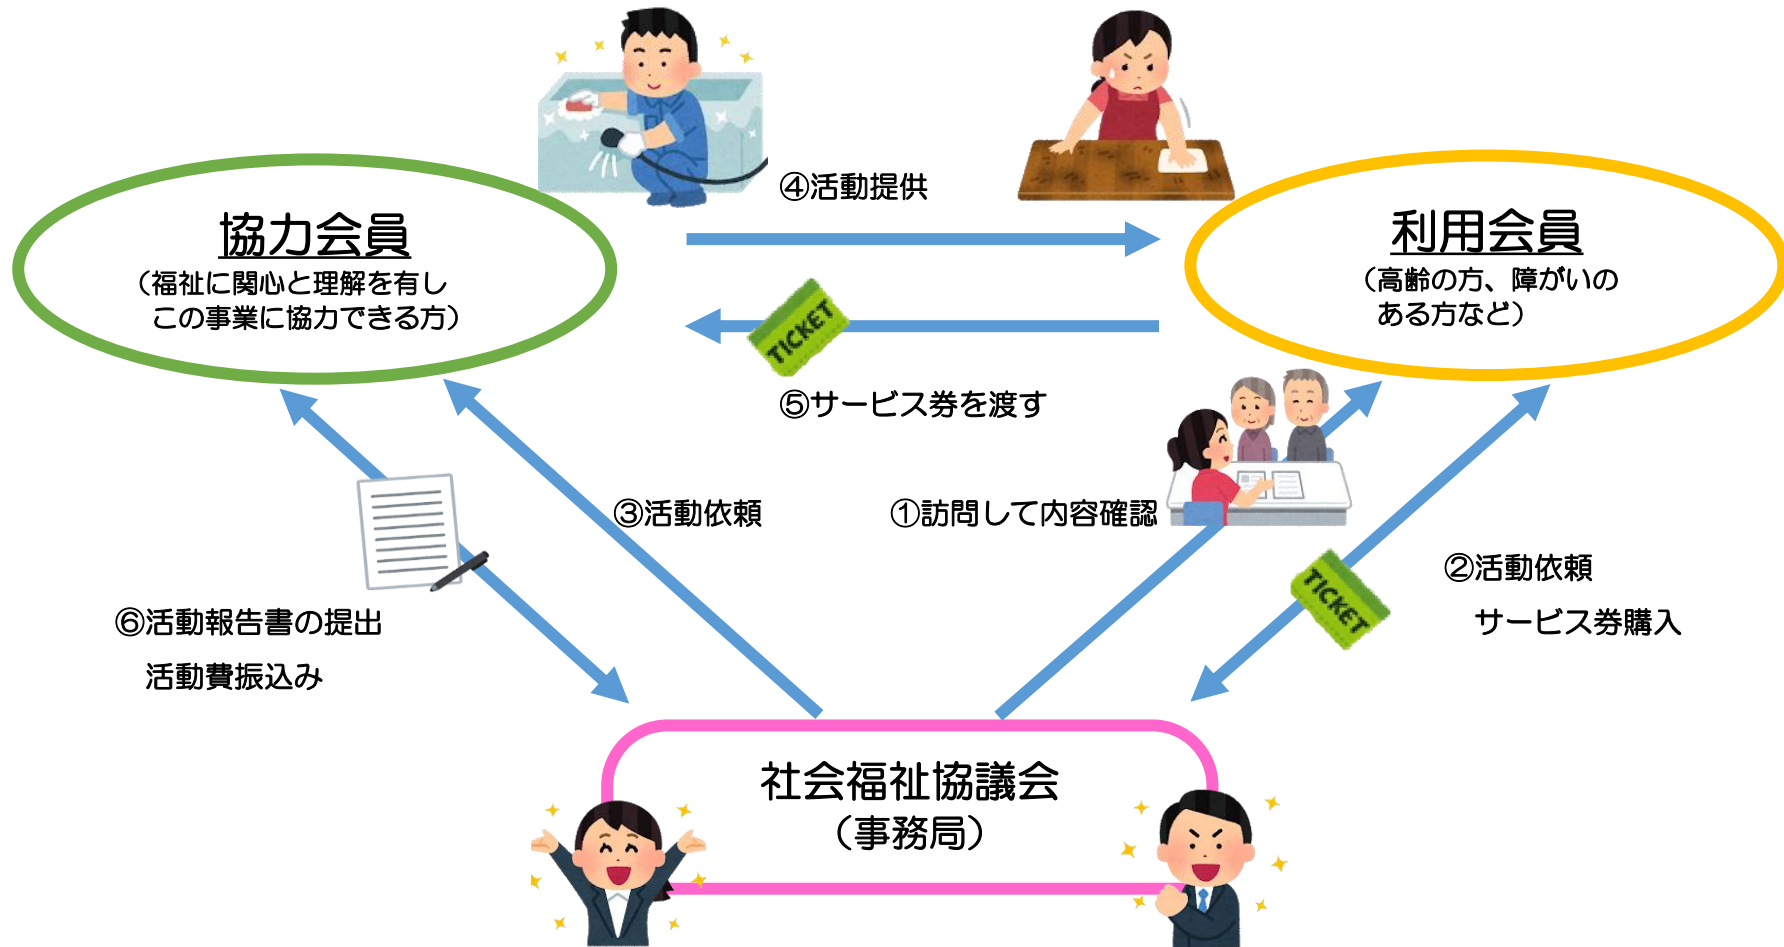 ④活動提供
協力会員
（福祉に関心と理解を有し
この事業に協力できる方）
利用会員
（高齢の方、障がいの
ある方など）
TICKET
⑤サービス券を渡す
③活動依頼
①訪問して内容確認
②活動依頼
サービス券購入
TICKET
⑥活動報告書の提出
活動費振込み
社会福祉協議会
（事務局）